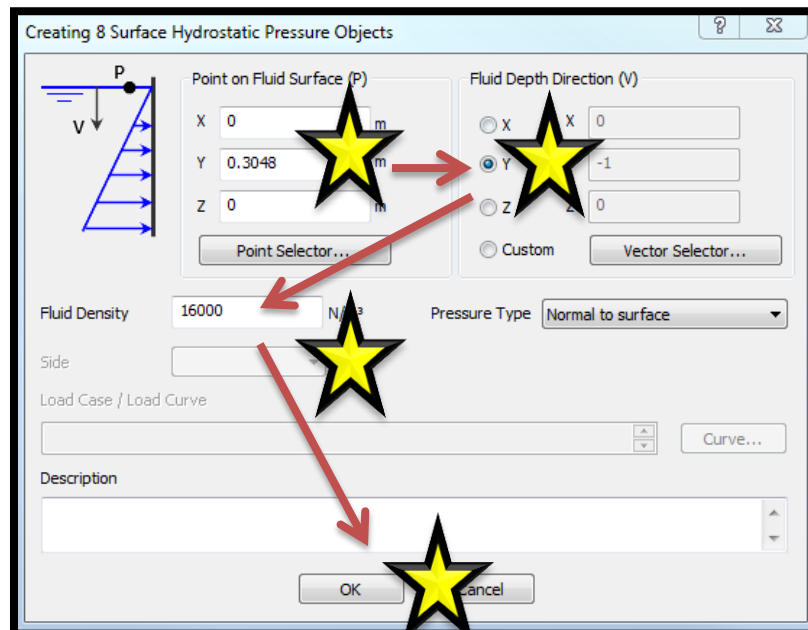 Creating 8 Surface Hydrostatic Pressure Objects
P
V
Point on Fluid Surface (P)
X 0 m
Y 0.3048 m
Z 0 m
Point Selector...
Fluid Depth Direction (V)
X X 0
Y -1
Z Z 0
Custom Vector Selector...
Fluid Density 16000 N/ ³
Pressure Type Normal to surface
Side
Load Case / Load Curve
Curve...
Description
OK
Cancel